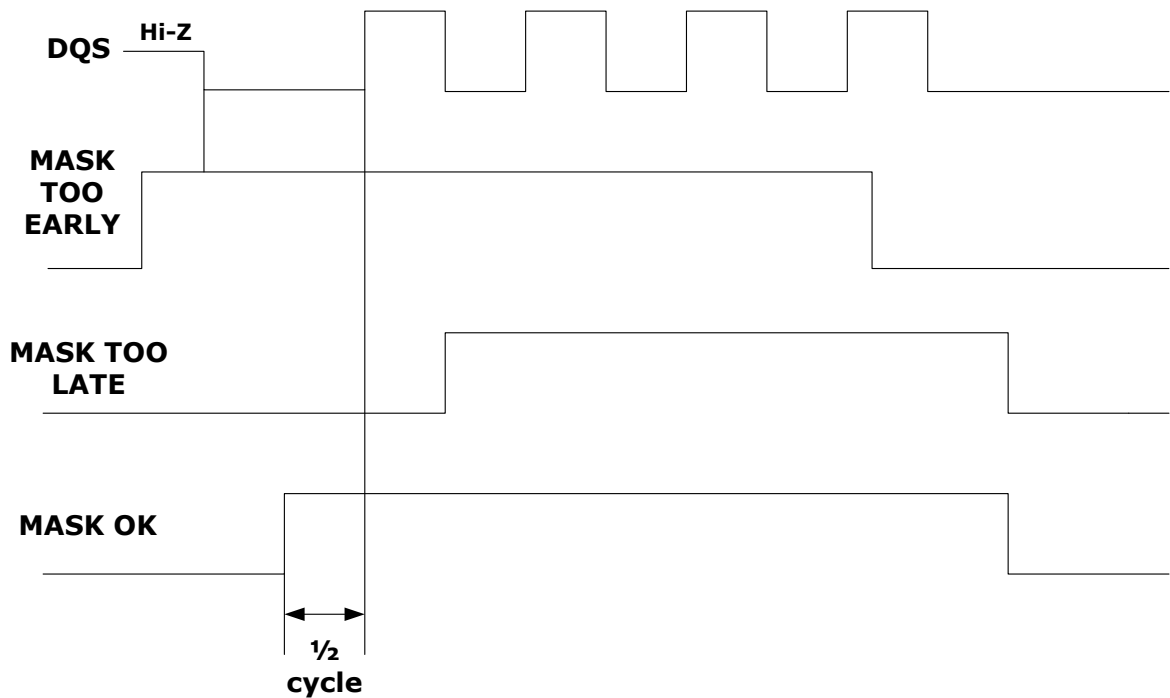 Hi-Z
DQS
MASK
TOO
EARLY
MASK TOO
LATE
MASK OK
½
cycle